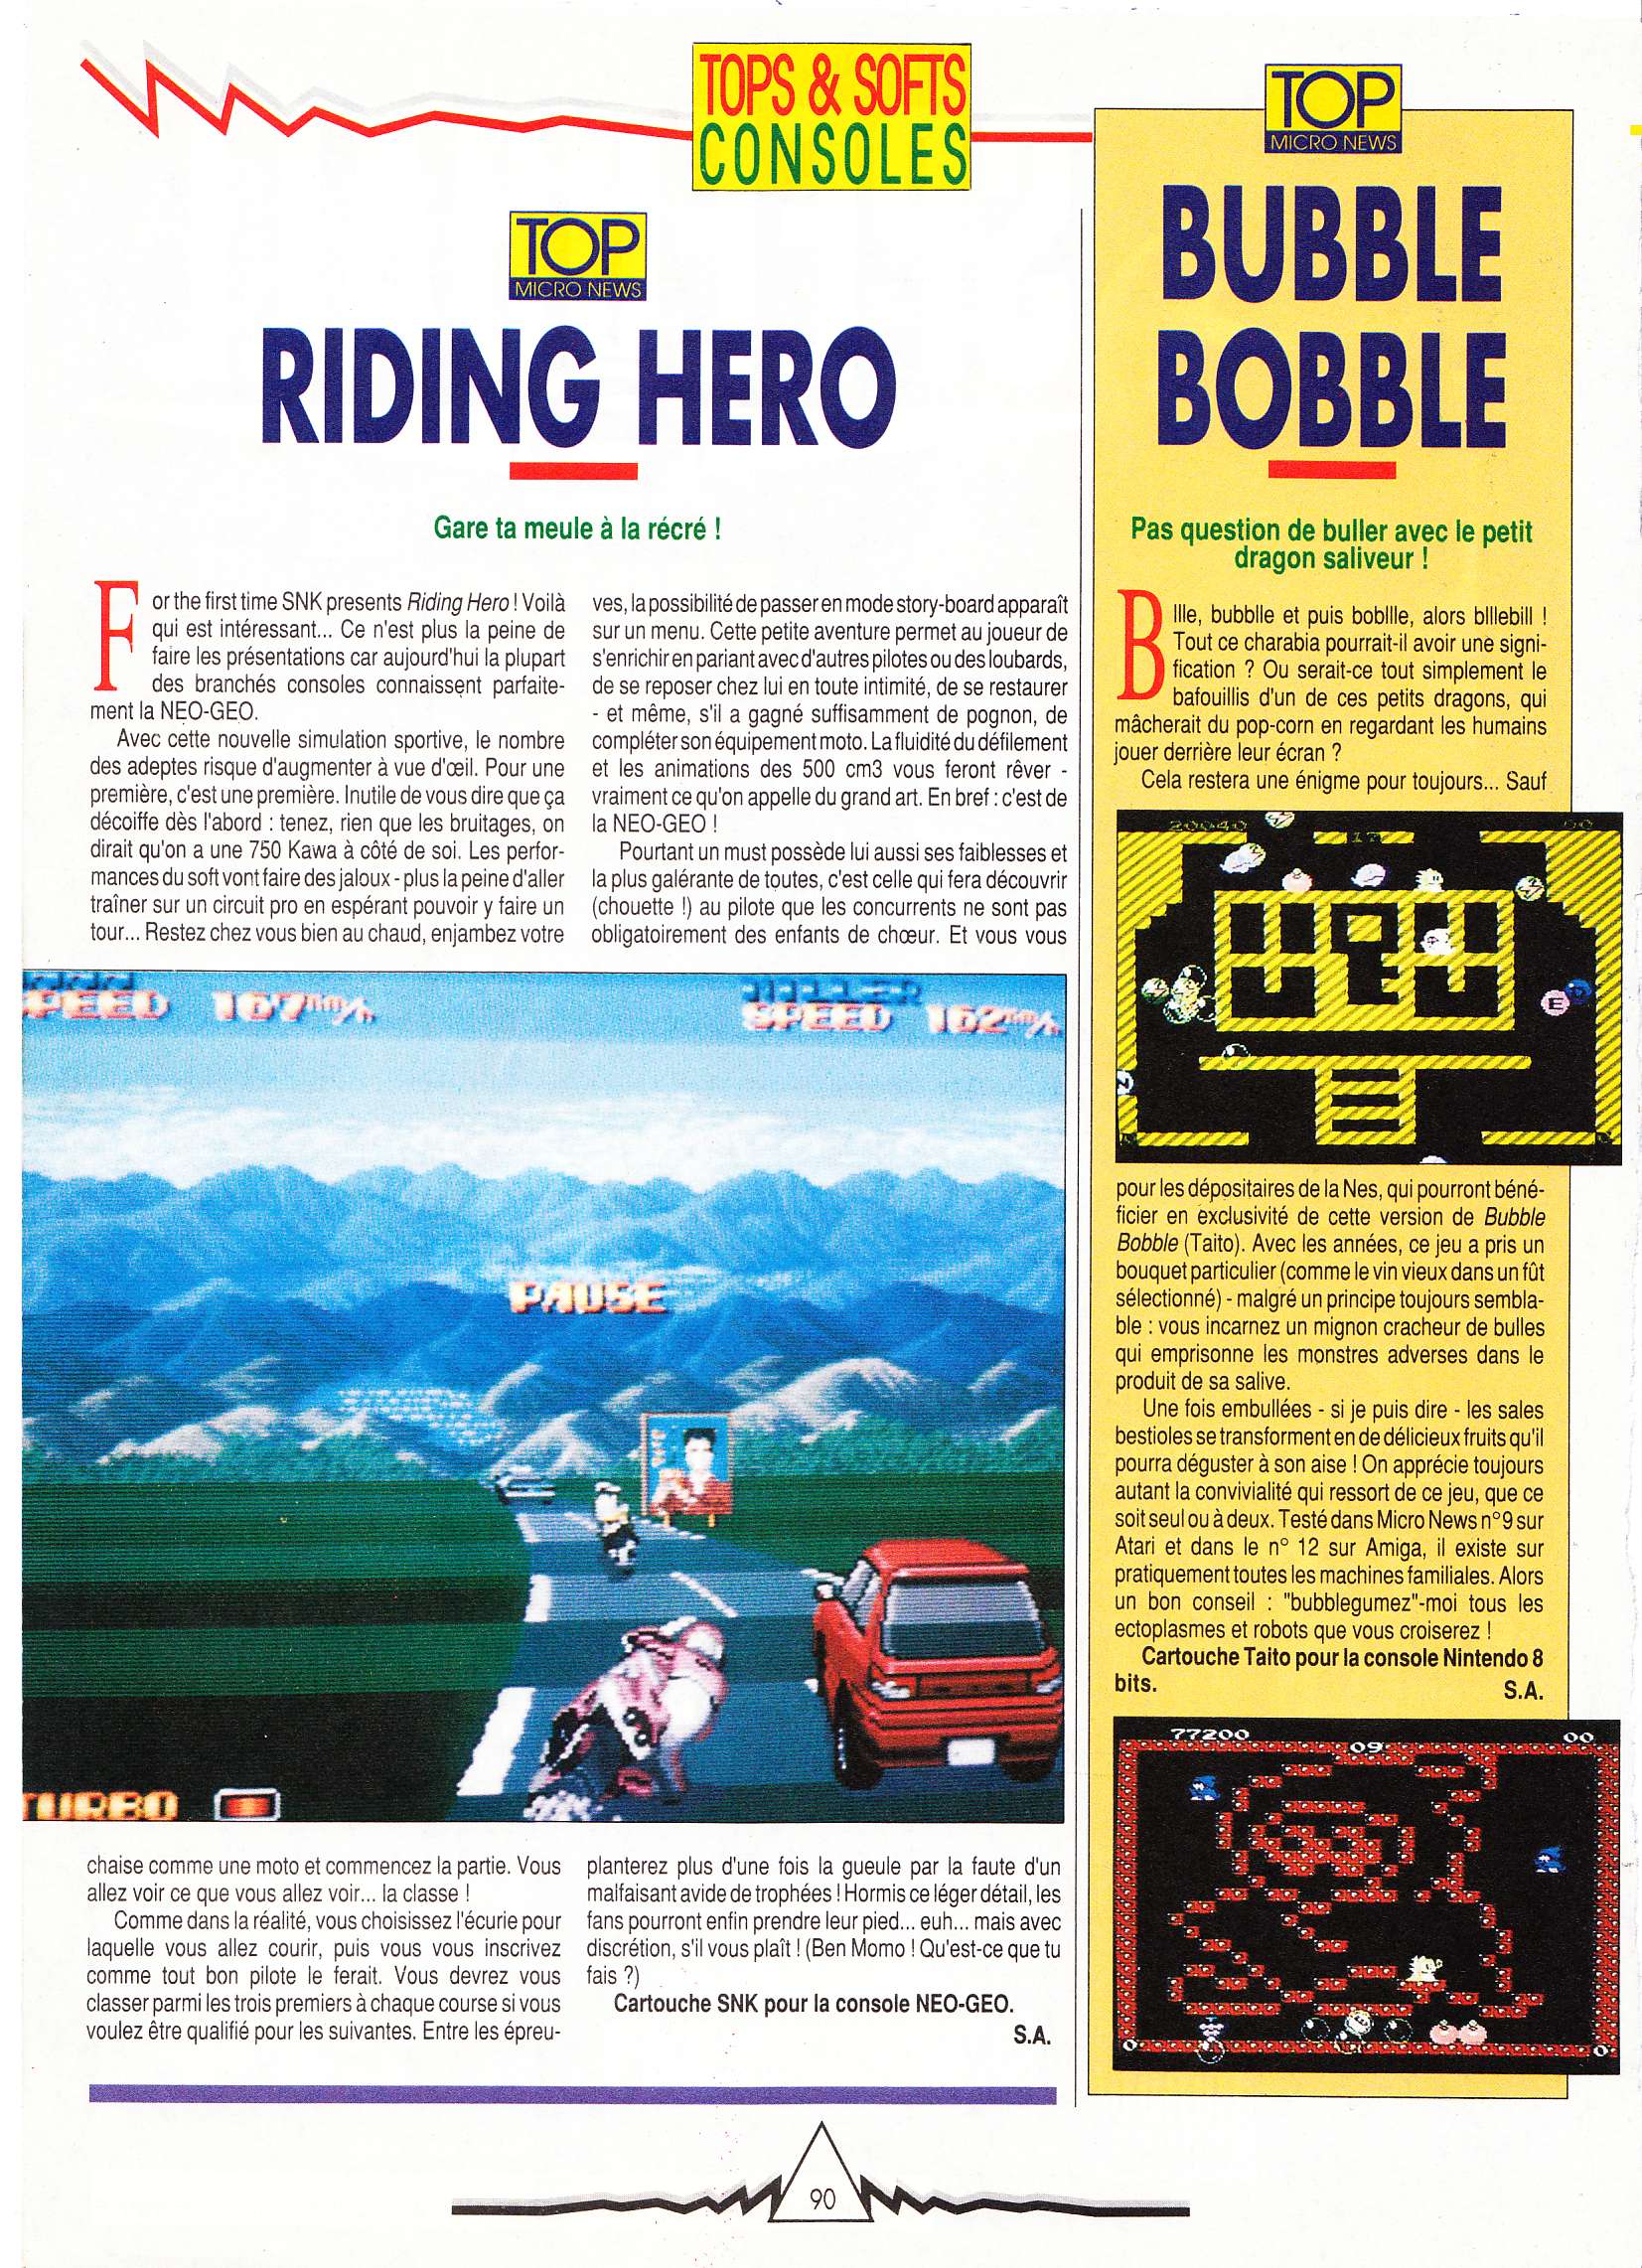 TOPS & SOFTS
CONSOLES
TOP
MICRO NEWS
RIDING HERO
Gare ta meule à la récré !
For the first time SNK presents Riding Hero ! Voilà
qui est intéressant... Ce n'est plus la peine de
faire les présentations car aujourd'hui la plupart
des branchés consoles connaissent parfaite-
ment la NEO-GEO.
Avec cette nouvelle simulation sportive, le nombre
des adeptes risque d'augmenter à vue d'œil. Pour une
première, c'est une première. Inutile de vous dire que ça
décoiffe dès l'abord : tenez, rien que les bruitages, on
dirait qu'on a une 750 Kawa à côté de soi. Les perfor-
mances du soft vont faire des jaloux - plus la peine d'aller
traîner sur un circuit pro en espérant pouvoir y faire un
tour... Restez chez vous bien au chaud, enjambez votre
chaise comme une moto et commencez la partie. Vous
allez voir ce que vous allez voir... la classe !
Comme dans la réalité, vous choisissez l'écurie pour
laquelle vous allez courir, puis vous vous inscrivez
comme tout bon pilote le ferait. Vous devrez vous
classer parmi les trois premiers à chaque course si vous
voulez être qualifié pour les suivantes. Entre les épreu-
ves, la possibilité de passer en mode story-board apparaît
sur un menu. Cette petite aventure permet au joueur de
s'enrichir en pariant avec d'autres pilotes ou des loubards,
de se reposer chez lui en toute intimité, de se restaurer
- et même, s'il a gagné suffisamment de pognon, de
compléter son équipement moto. La fluidité du défilement
et les animations des 500 cm3 vous feront rêver -
vraiment ce qu'on appelle du grand art. En bref : c'est de
la NEO-GEO !
Pourtant un must possède lui aussi ses faiblesses et
la plus galérante de toutes, c'est celle qui fera découvrir
(chouette !) au pilote que les concurrents ne sont pas
obligatoirement des enfants de chœur. Et vous vous
planterez plus d'une fois la gueule par la faute d'un
malfaisant avide de trophées ! Hormis ce léger détail, les
fans pourront enfin prendre leur pied... euh... mais avec
discrétion, s'il vous plaît ! (Ben Momo ! Qu'est-ce que tu
fais ?)
Cartouche SNK pour la console NEO-GEO.
S.A.
SPEED 167km/h
MILLER
SPEED 162km/h
PAUSE
TURBO
TOP
MICRO NEWS
BUBBLE
BOBBLE
Pas question de buller avec le petit
dragon saliveur !
Bllle, bubblle et puis boblllle, alors blllebill !
Tout ce charabia pourrait-il avoir une signi-
fication ? Ou serait-ce tout simplement le
bafouillis d'un de ces petits dragons, qui
mâcherait du pop-corn en regardant les humains
jouer derrière leur écran ?
Cela restera une énigme pour toujours... Sauf
20040
17
00
E
N
pour les dépositaires de la Nes, qui pourront béné-
ficier en exclusivité de cette version de Bubble
Bobble (Taito). Avec les années, ce jeu a pris un
bouquet particulier (comme le vin vieux dans un fût
sélectionné) - malgré un principe toujours sembla-
ble : vous incarnez un mignon cracheur de bulles
qui emprisonne les monstres adverses dans le
produit de sa salive.
Une fois embullées - si je puis dire - les sales
bestioles se transforment en de délicieux fruits qu'il
pourra déguster à son aise ! On apprécie toujours
autant la convivialité qui ressort de ce jeu, que ce
soit seul ou à deux. Testé dans Micro News n°9 sur
Atari et dans le n° 12 sur Amiga, il existe sur
pratiquement toutes les machines familiales. Alors
un bon conseil : "bubblegumez"-moi tous les
ectoplasmes et robots que vous croiserez !
Cartouche Taito pour la console Nintendo 8
bits.
S.A.
77200
09
00
0
0
90